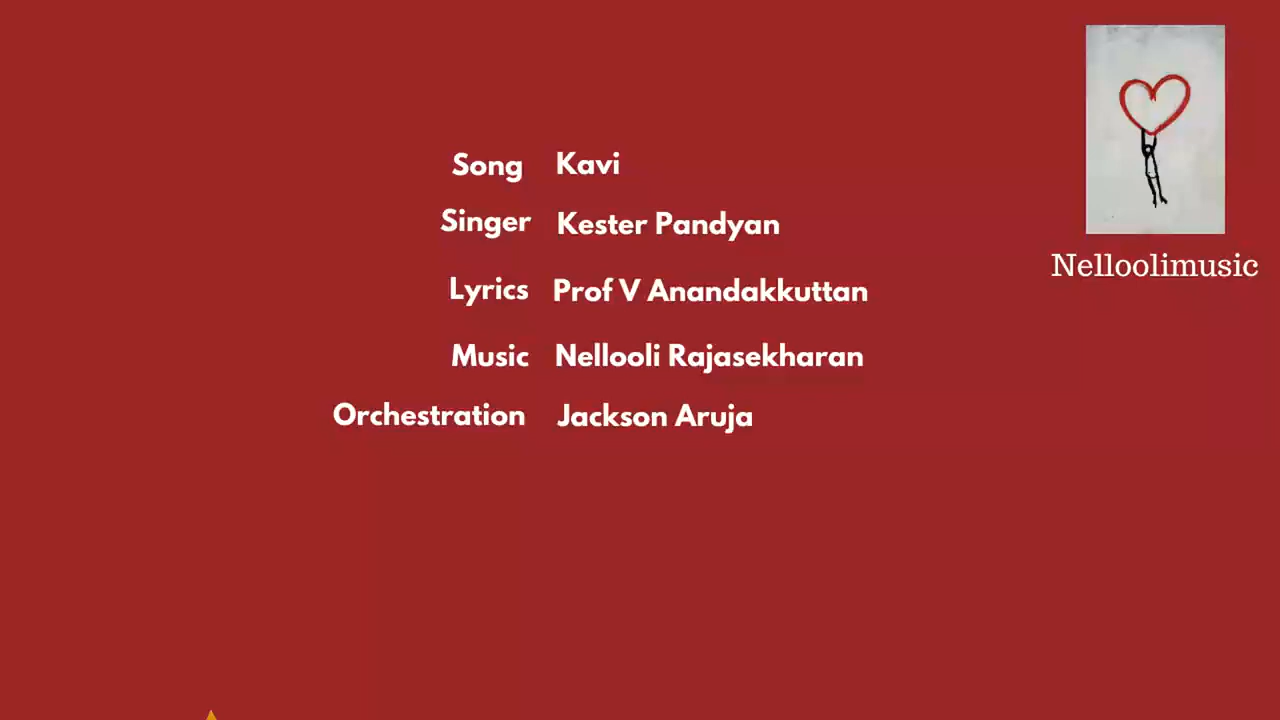 Song Kavi
Singer Kester Pandyan
Lyrics Prof V Anandakkuttan
Music Nellooli Rajasekharan
Orchestration Jackson Aruja
Nelloolimusic